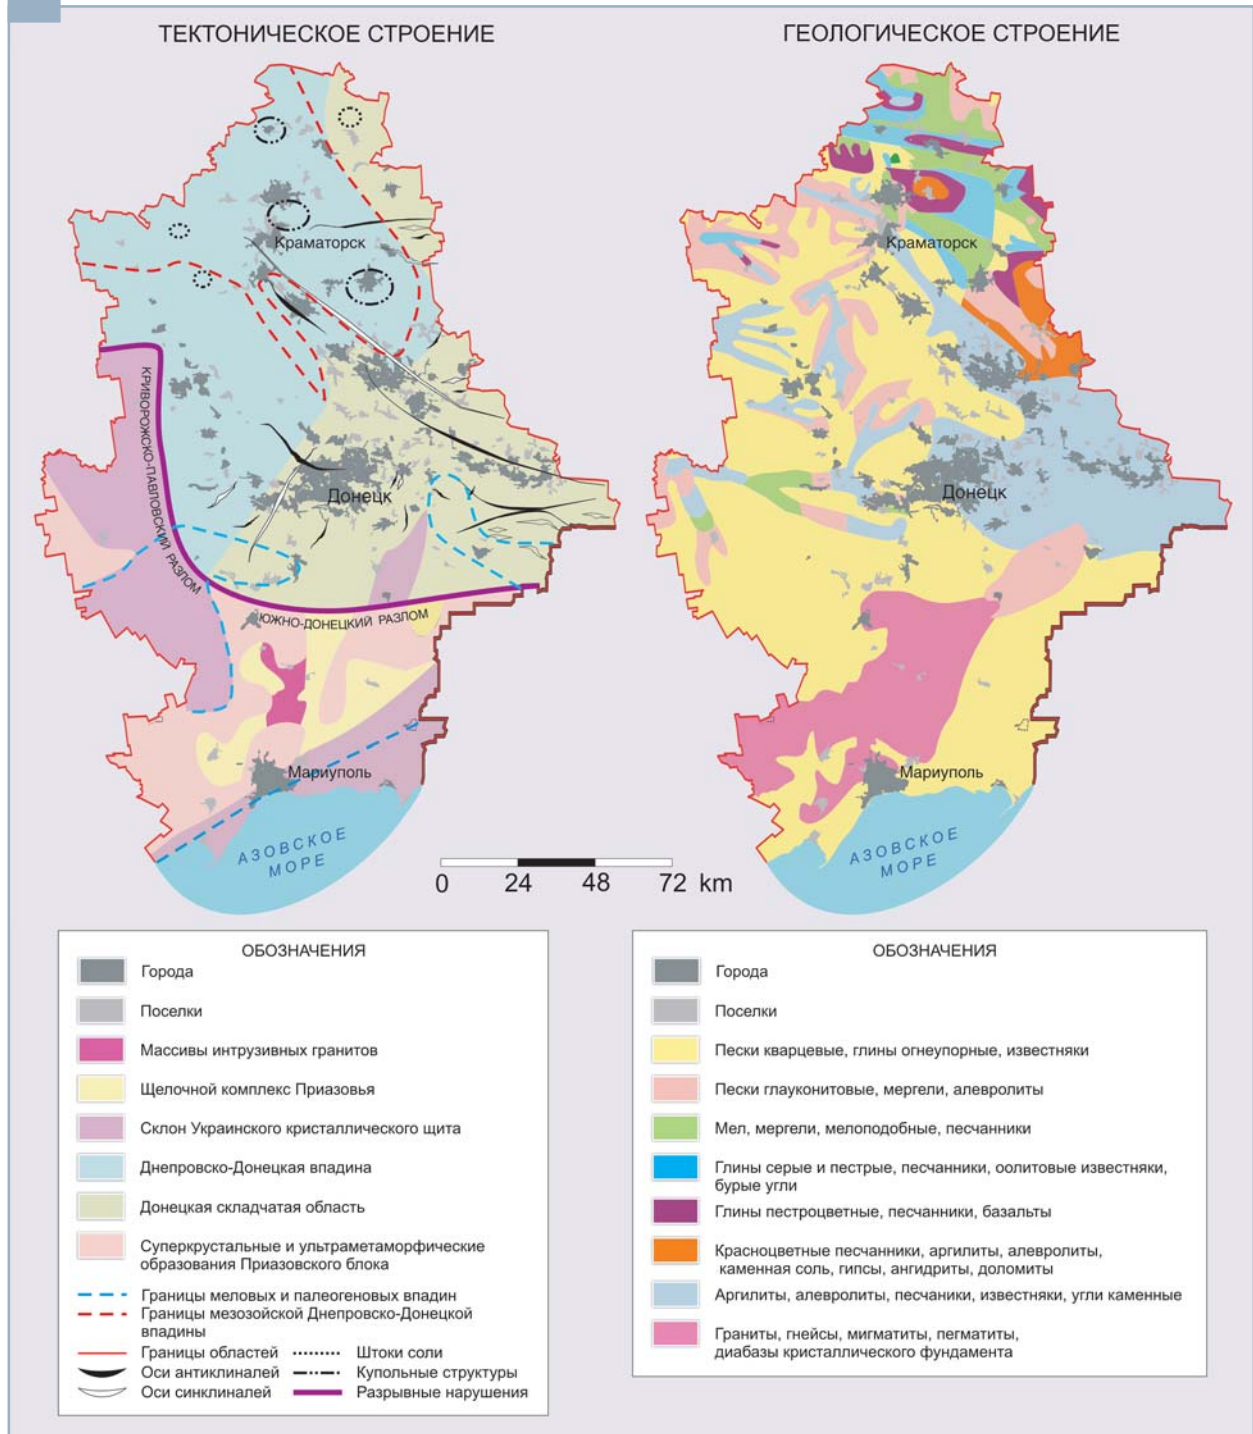 ТЕКТОНИЧЕСКОЕ СТРОЕНИЕ
Краматорск
КРИВОРОЖСКО-ПАВЛОВСКИЙ РАЗЛОМ
Донецк
ЮЖНО-ДОНЕЦКИЙ РАЗЛОМ
Мариуполь
АЗОВСКОЕ
МОРЕ
ГЕОЛОГИЧЕСКОЕ СТРОЕНИЕ
Краматорск
Донецк
Мариуполь
АЗОВСКОЕ
МОРЕ
0 24 48 72 km
ОБОЗНАЧЕНИЯ
Города
Поселки
Массивы интрузивных гранитов
Щелочной комплекс Приазовья
Склон Украинского кристаллического щита
Днепровско-Донецкая впадина
Донецкая складчатая область
Суперкрустальные и ультраметаморфические
образования Приазовского блока
Границы меловых и палеогеновых впадин
Границы мезозойской Днепровско-Донецкой
впадины
Границы областей
Штоки соли
Оси антиклиналей
Купольные структуры
Оси синклиналей
Разрывные нарушения
ОБОЗНАЧЕНИЯ
Города
Поселки
Пески кварцевые, глины огнеупорные, известняки
Пески глауконитовые, мергели, алевролиты
Мел, мергели, мелоподобные, песчанники
Глины серые и пестрые, песчанники, оолитовые известняки,
бурые угли
Глины пестроцветные, песчанники, базальты
Красноцветные песчанники, аргилиты, алевролиты,
каменная соль, гипсы, ангидриты, доломиты
Аргилиты, алевролиты, песчаники, известняки, угли каменные
Граниты, гнейсы, мигматиты, пегматиты,
диабазы кристаллического фундамента